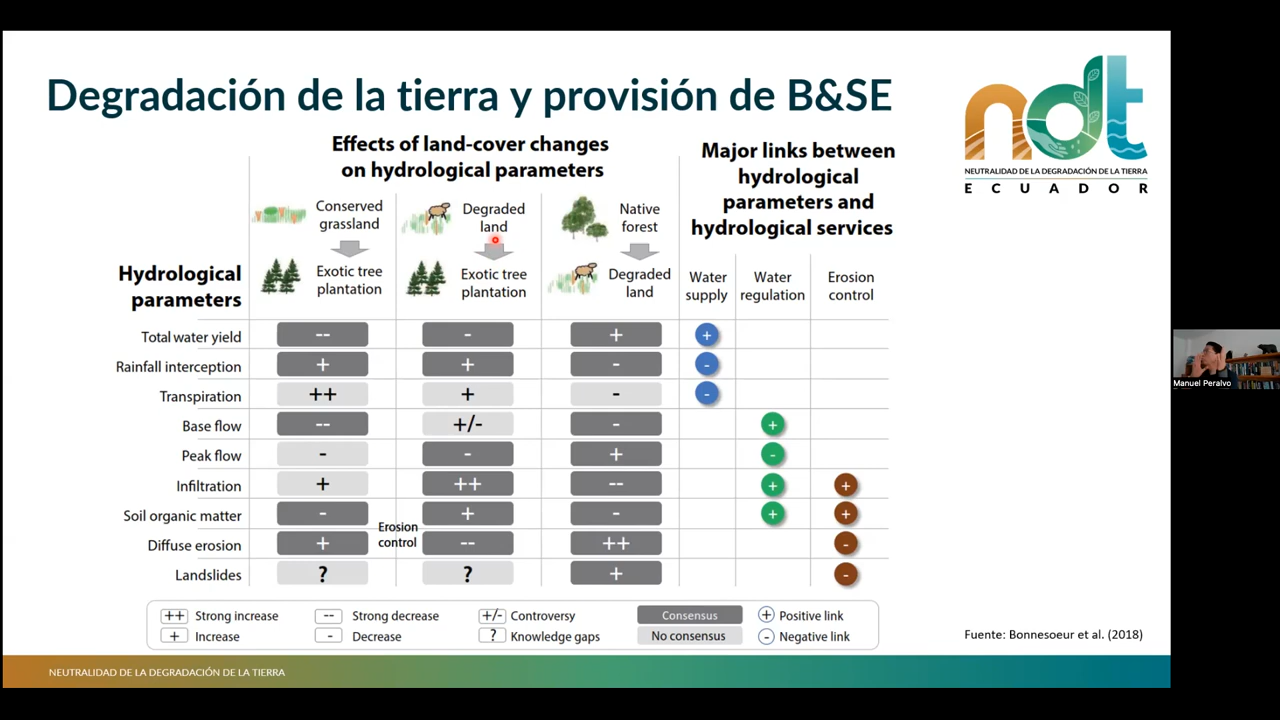 Degradación de la tierra y provisión de B&SE
ndt
NEUTRALIDAD DE LA DEGRADACIÓN DE LA TIERRA
ECUADOR
Effects of land-cover changes
on hydrological parameters
Major links between
hydrological
parameters and
hydrological services
Conserved
grassland
Degraded
land
Native
forest
Hydrological
parameters
Exotic tree
plantation
Exotic tree
plantation
Degraded
land
Water
supply
Water
regulation
Erosion
control
Total water yield -- - + +
Rainfall interception + + - -
Transpiration ++ + - -
Base flow -- +/- - +
Peak flow - - + -
Infiltration + ++ -- + +
Soil organic matter - + - + +
Erosion
control
Diffuse erosion + -- ++ -
Landslides ? ? + -
++ Strong increase -- Strong decrease +/- Controversy Consensus + Positive link
+ Increase - Decrease ? Knowledge gaps No consensus - Negative link
Fuente: Bonnesoeur et al. (2018)
NEUTRALIDAD DE LA DEGRADACIÓN DE LA TIERRA
Manuel Peralvo